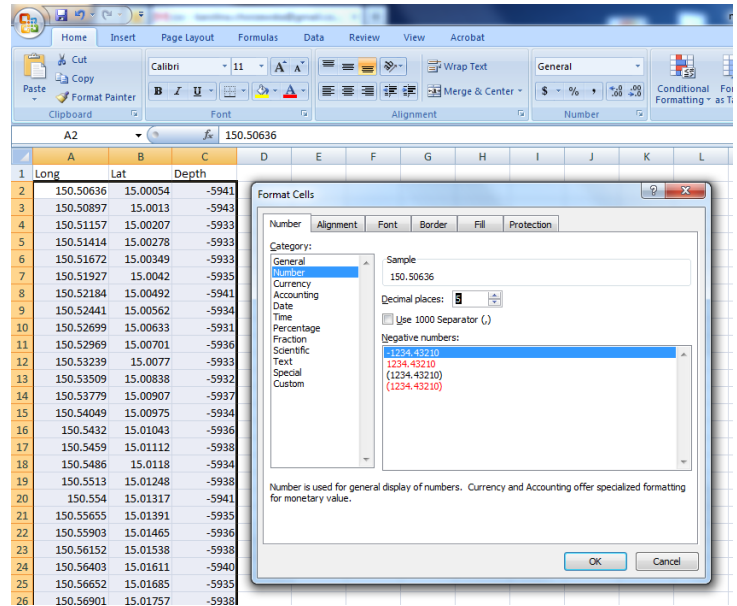 Home Insert Page Layout Formulas Data Review View Acrobat
Paste
Cut
Copy
Format Painter
Clipboard
Calibri 11
B I U
Font
Wrap Text
Merge & Center
Alignment
General
$ % ,
Number
Conditional
Formatting
A2 fx 150.50636
A B C D E F G H I J K L
1 Long Lat Depth
2 150.50636 15.00054 -5941
3 150.50897 15.0013 -5943
4 150.51157 15.00207 -5933
5 150.51414 15.00278 -5933
6 150.51672 15.00349 -5933
7 150.51927 15.0042 -5935
8 150.52184 15.00492 -5941
9 150.52441 15.00562 -5934
10 150.52699 15.00633 -5931
11 150.52969 15.00701 -5936
12 150.53239 15.0077 -5933
13 150.53509 15.00838 -5932
14 150.53779 15.00907 -5937
15 150.54049 15.00975 -5934
16 150.5432 15.01043 -5936
17 150.5459 15.01112 -5938
18 150.5486 15.0118 -5934
19 150.5513 15.01248 -5938
20 150.554 15.01317 -5941
21 150.55655 15.01391 -5935
22 150.55903 15.01465 -5936
23 150.56152 15.01538 -5938
24 150.56403 15.01611 -5940
25 150.56652 15.01685 -5935
26 150.56901 15.01757 -5938
Format Cells
Number Alignment Font Border Fill Protection
Category:
General
Number
Currency
Accounting
Date
Time
Percentage
Fraction
Scientific
Text
Special
Custom
Sample
150.50636
Decimal places: 5
Use 1000 Separator (,)
Negative numbers:
-1234.43210
1234.43210
(1234.43210)
(1234.43210)
Number is used for general display of numbers. Currency and Accounting offer specialized formatting
for monetary value.
OK Cancel